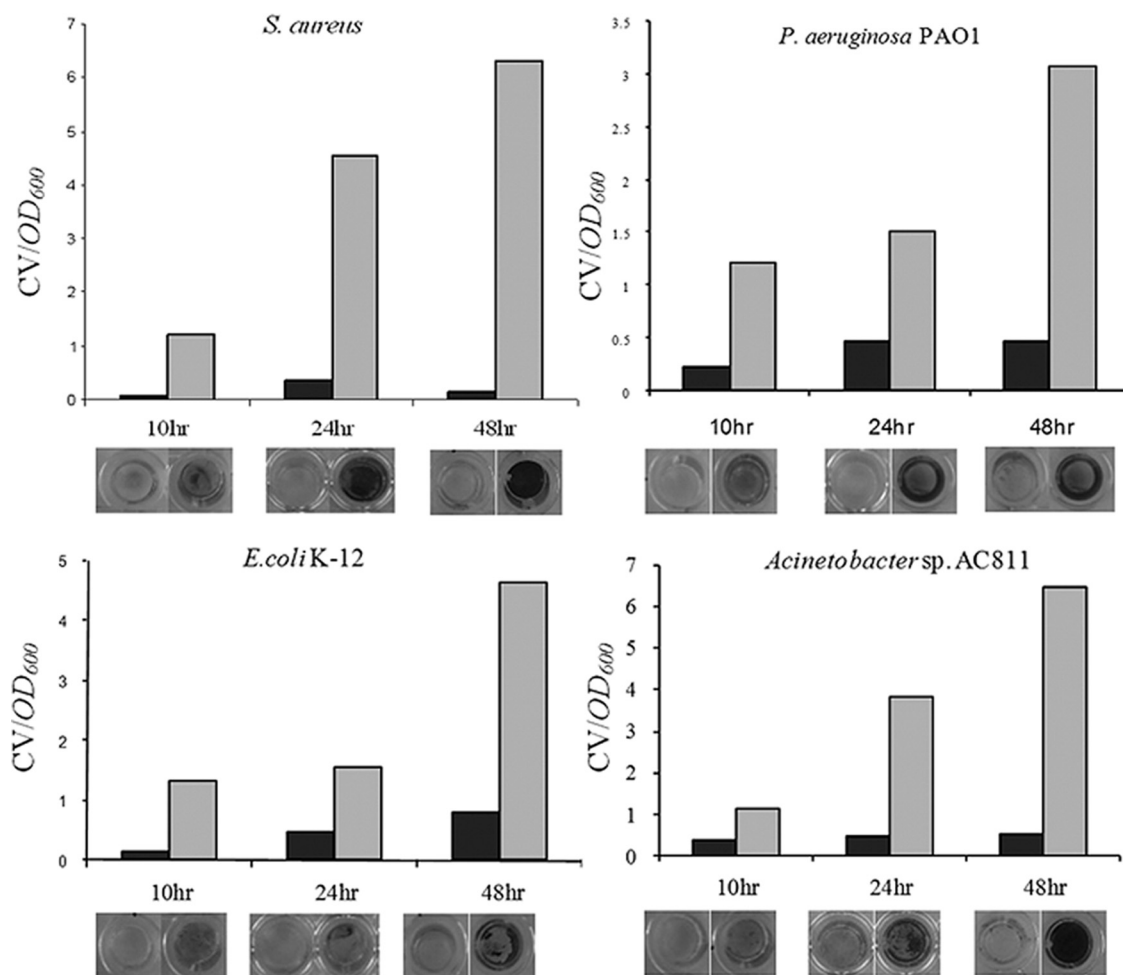 S. aureus
7
6
5
4
3
2
1
0
CV/OD600
10hr 24hr 48hr
P. aeruginosa PAO1
3.5
3
2.5
2
1.5
1
0.5
0
CV/OD600
10hr 24hr 48hr
E.coli K-12
5
4
3
2
1
0
CV/OD600
10hr 24hr 48hr
Acinetobacter sp. AC811
7
6
5
4
3
2
1
0
CV/OD600
10hr 24hr 48hr